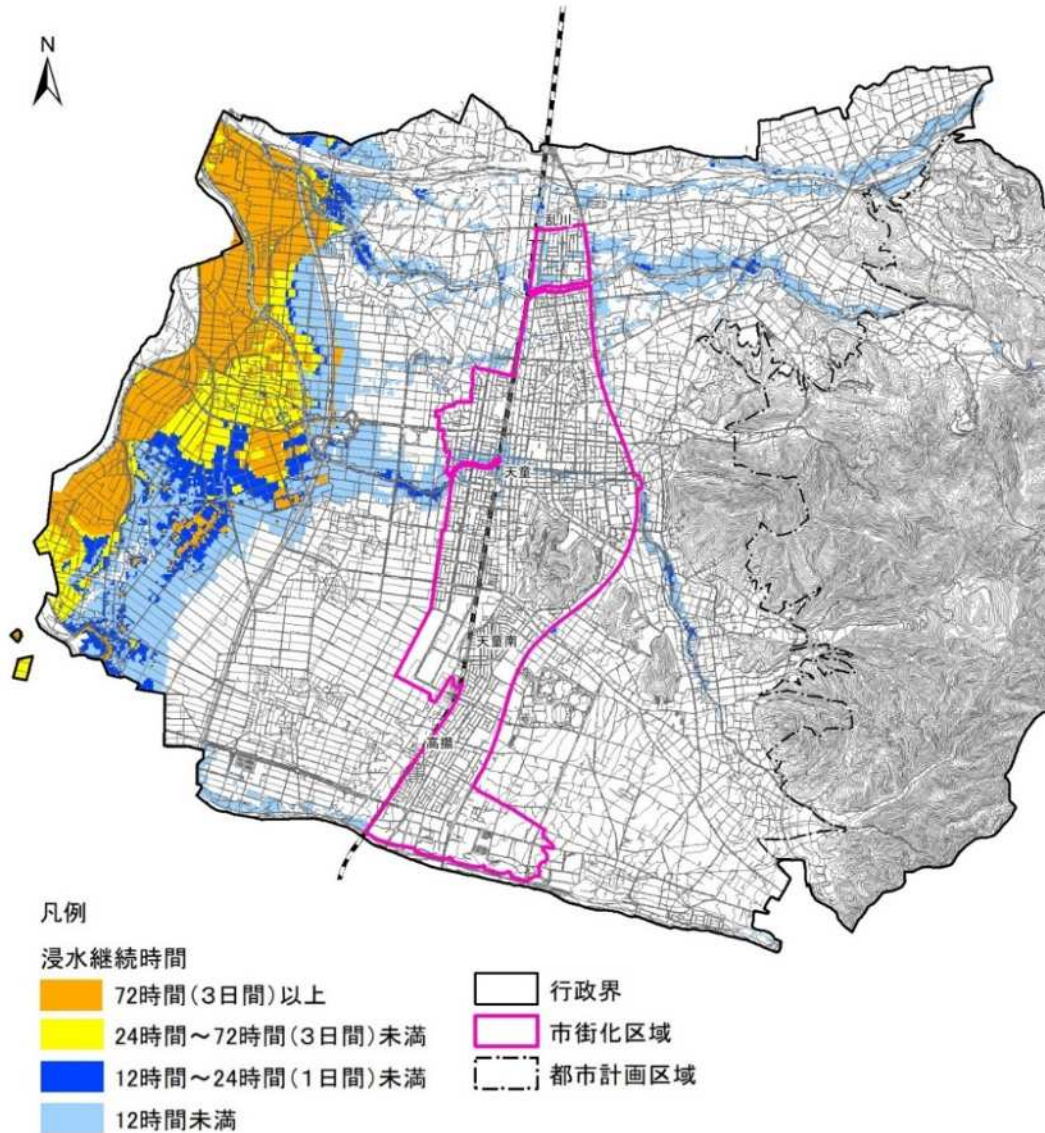 N
乱川
天童
天童南
高擶
凡例
浸水継続時間
72時間(3日間)以上
24時間～72時間(3日間)未満
12時間～24時間(1日間)未満
12時間未満
行政界
市街化区域
都市計画区域